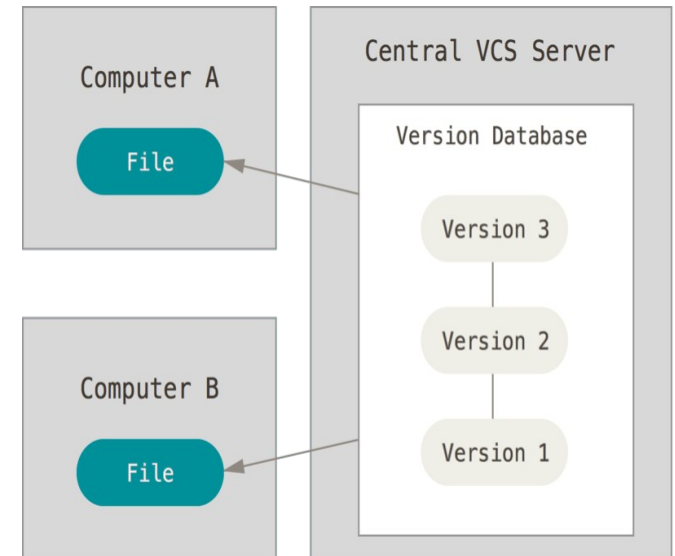 Computer A
File
Computer B
File
Central VCS Server
Version Database
Version 3
Version 2
Version 1